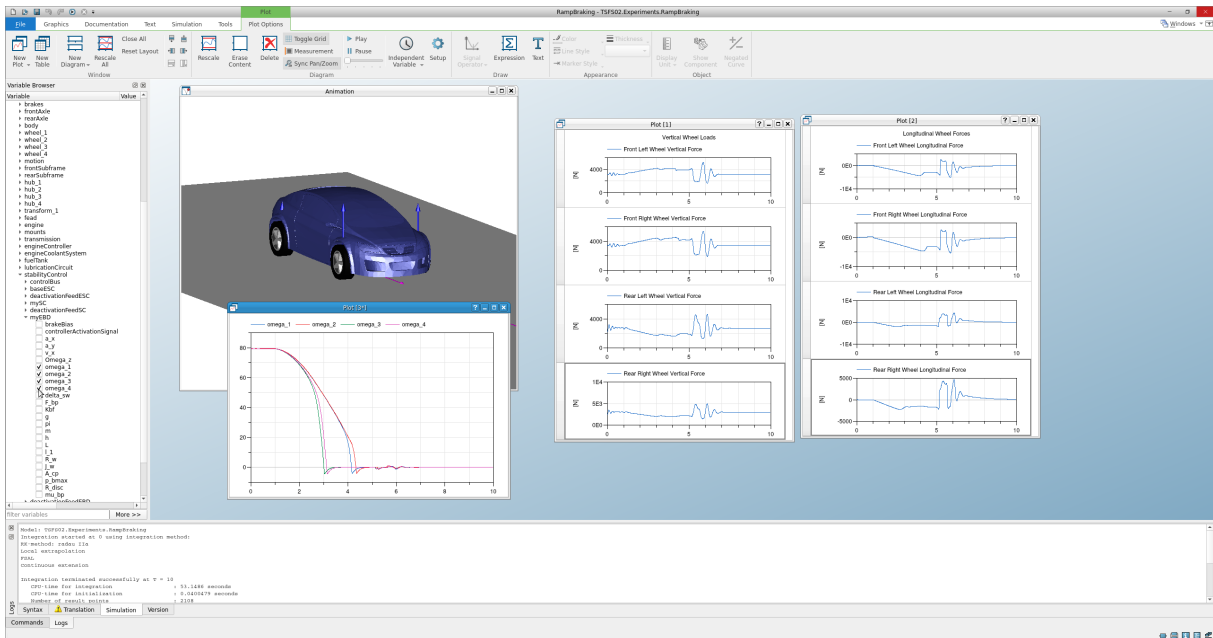 Plot
RampBraking - TSFS02.Experiments.RampBraking
File Graphics Documentation Text Simulation Tools Plot Options
Windows
New Plot
New Table
New Diagram
Rescale All
Close All
Reset Layout
Window
Rescale
Erase Content
Delete
Toggle Grid
Measurement
Sync Pan/Zoom
Play
Pause
Diagram
Independent Variable
Setup
Signal Operator
Expression
Text
Draw
Color
Line Style
Marker Style
Thickness
Appearance
Display Unit
Show Component
Negated Curve
Object
Variable Browser
Variable Value
brakes
frontAxle
rearAxle
body
wheel_1
wheel_2
wheel_3
wheel_4
motion
frontSubframe
rearSubframe
hub_1
hub_2
hub_3
hub_4
transform_1
fead
engine
mounts
transmission
engineController
engineCoolantSystem
fuelTank
lubricationCircuit
stabilityControl
controlBus
baseESC
deactivationfeedESC
mySC
deactivationFeedSC
myEBD
brakeBias
controllerActivationSignal
a_x
a_y
v_x
Omega_z
omega_1
omega_2
omega_3
omega_4
delta_sw
F_bp
Kbf
g
pi
m
h
L
l_1
R_w
J_w
A_cp
p_bmax
R_disc
mu_bp
deactivationFeedEBD
filter variables More >>
Animation
Plot [3*]
omega_1 omega_2 omega_3 omega_4
80
60
40
20
0
0 2 4 6 8 10
Plot [1]
Vertical Wheel Loads
Front Left Wheel Vertical Force
[N]
4000
0
0 5 10
Front Right Wheel Vertical Force
[N]
4000
0
0 5 10
Rear Left Wheel Vertical Force
[N]
4000
0
0 5 10
Rear Right Wheel Vertical Force
[N]
1E4
5E3
0E0
0 5 10
Plot [2]
Longitudinal Wheel Forces
Front Left Wheel Longitudinal Force
[N]
0E0
-1E4
0 5 10
Front Right Wheel Longitudinal Force
[N]
0E0
-1E4
0 5 10
Rear Left Wheel Longitudinal Force
[N]
1E4
0E0
-1E4
0 5 10
Rear Right Wheel Longitudinal Force
[N]
5000
0
-5000
0 5 10
Model: TSFS02.Experiments.RampBraking
Integration started at 0 using integration method:
RK-method: radau IIa
Local extrapolation
FSAL
Continuous extension
Integration terminated successfully at T = 10
CPU-time for integration : 53.1486 seconds
CPU-time for initialization : 0.0400479 seconds
Number of result points : 2108
Logs
Syntax Translation Simulation Version
Commands Logs